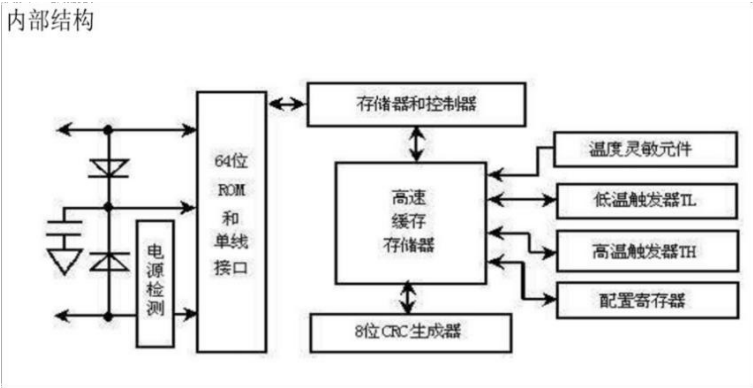 内部结构
存储器和控制器
64位
ROM
和
单线
接口
电
源
检
测
高速
缓存
存储器
8位CRC生成器
温度灵敏元件
低温触发器TL
高温触发器TH
配置寄存器